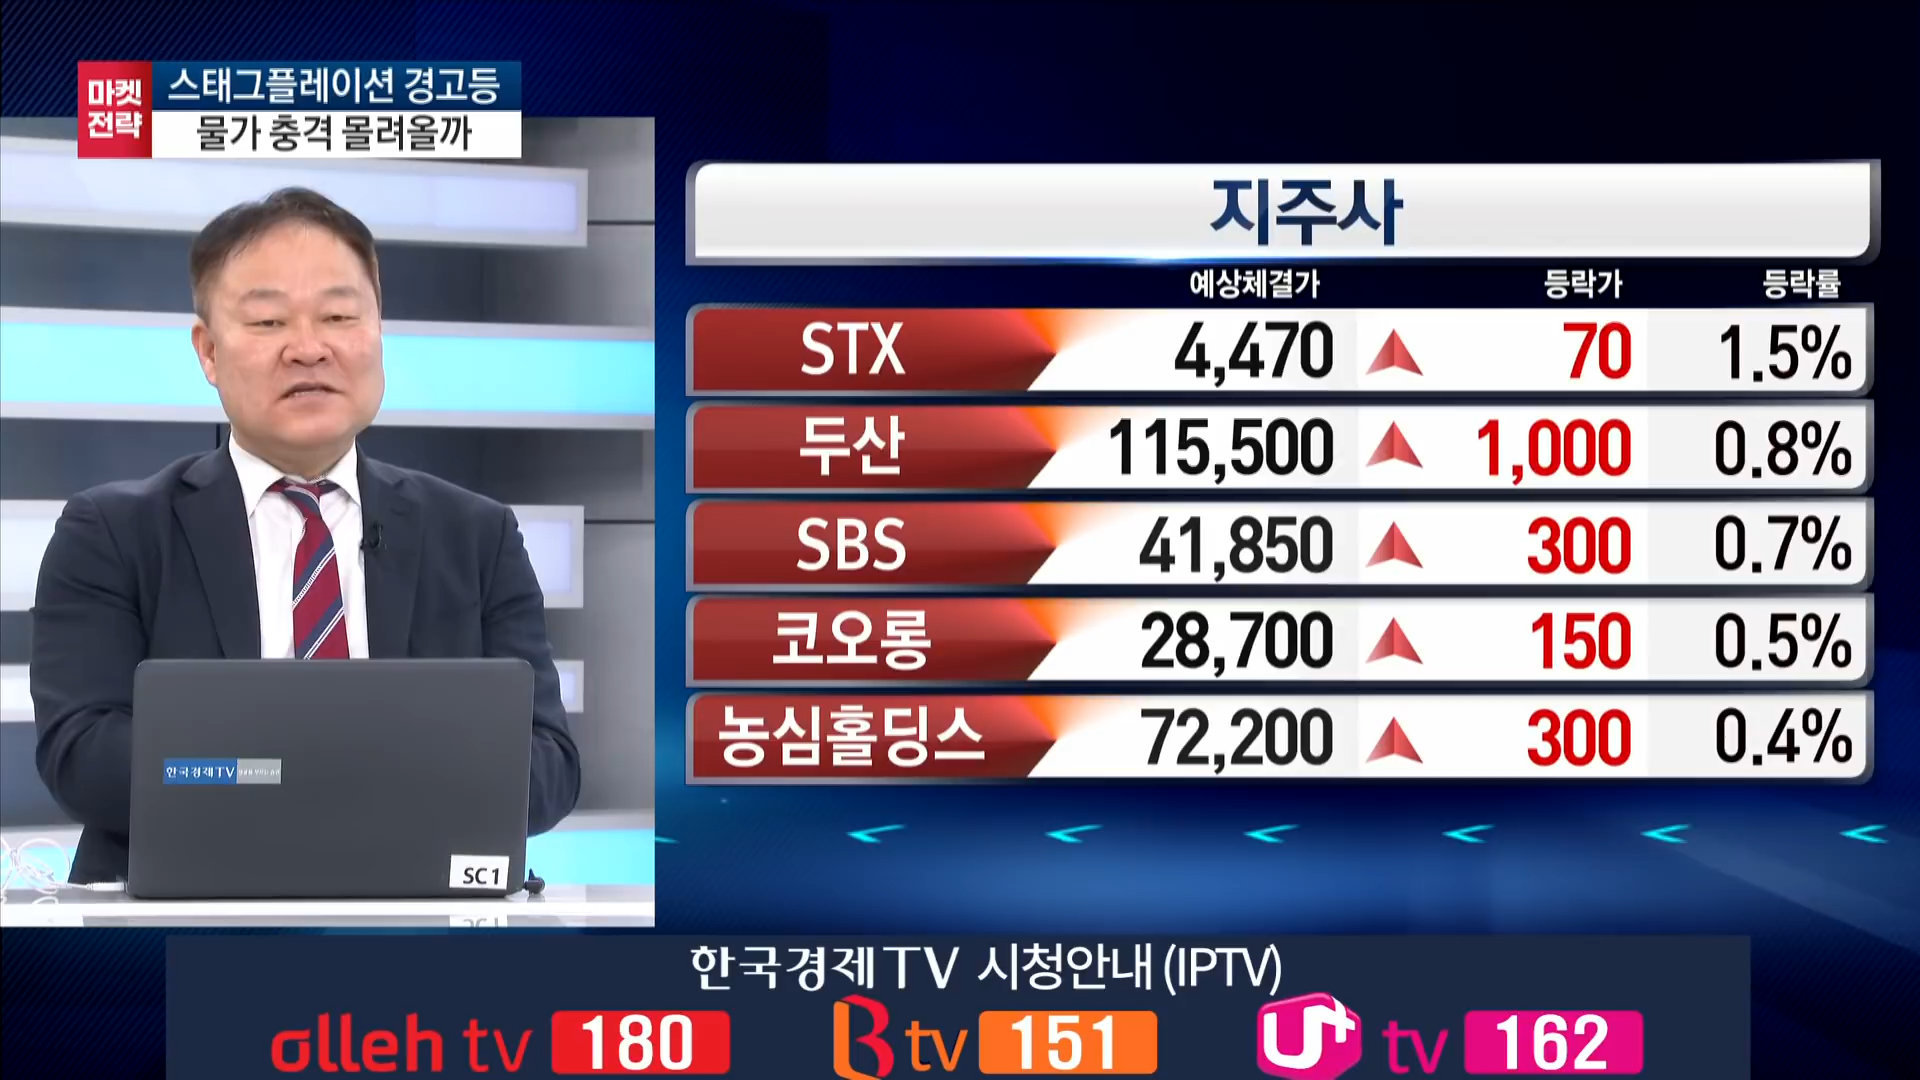 마켓
전략
스태그플레이션 경고등
물가 충격 몰려올까
지주사
예상체결가 등락가 등락률
STX 4,470 70 1.5%
두산 115,500 1,000 0.8%
SBS 41,850 300 0.7%
코오롱 28,700 150 0.5%
농심홀딩스 72,200 300 0.4%
한국경제TV
SC1
한국경제TV 시청안내(IPTV)
olleh tv 180 B tv 151 U+ tv 162